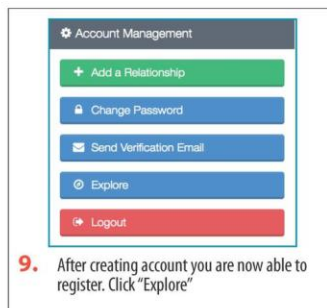 Account Management
Add a Relationship
Change Password
Send Verification Email
Explore
Logout
9. After creating account you are now able to
register. Click “Explore”